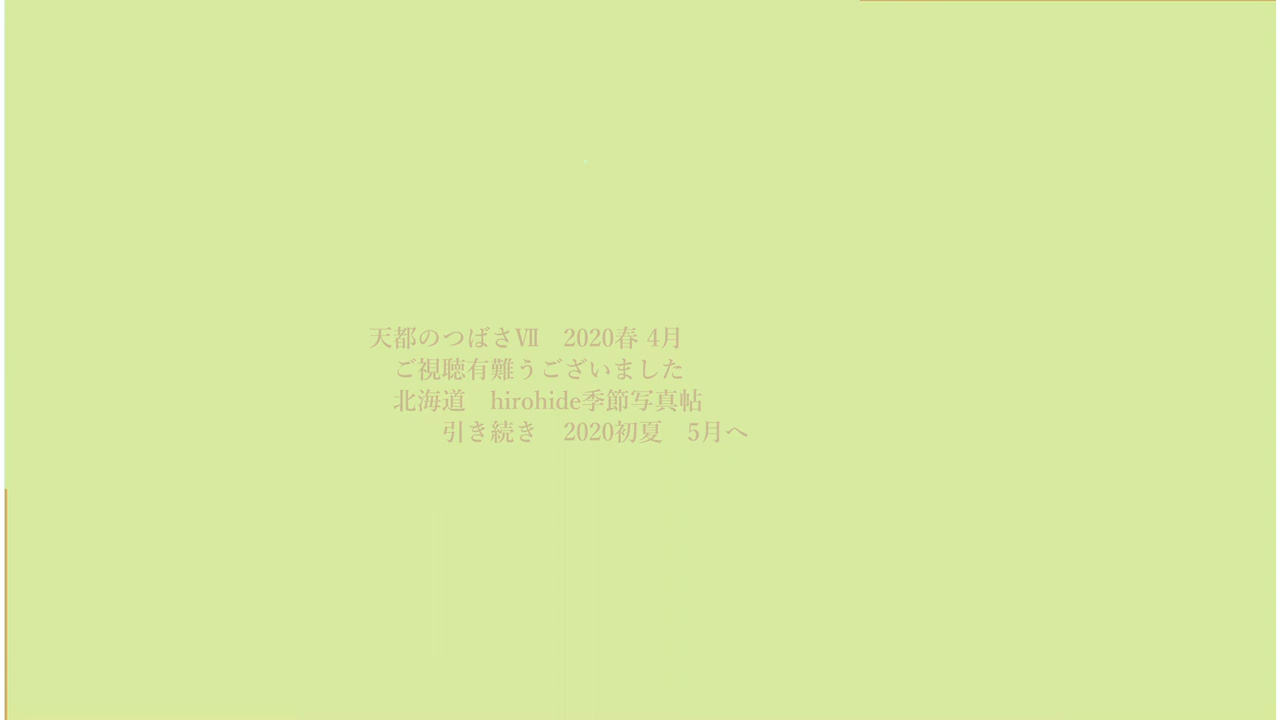 天都のつばさⅦ　2020春 4月
ご視聴有難うございました
北海道　hirohide季節写真帖
引き続き　2020初夏　5月へ